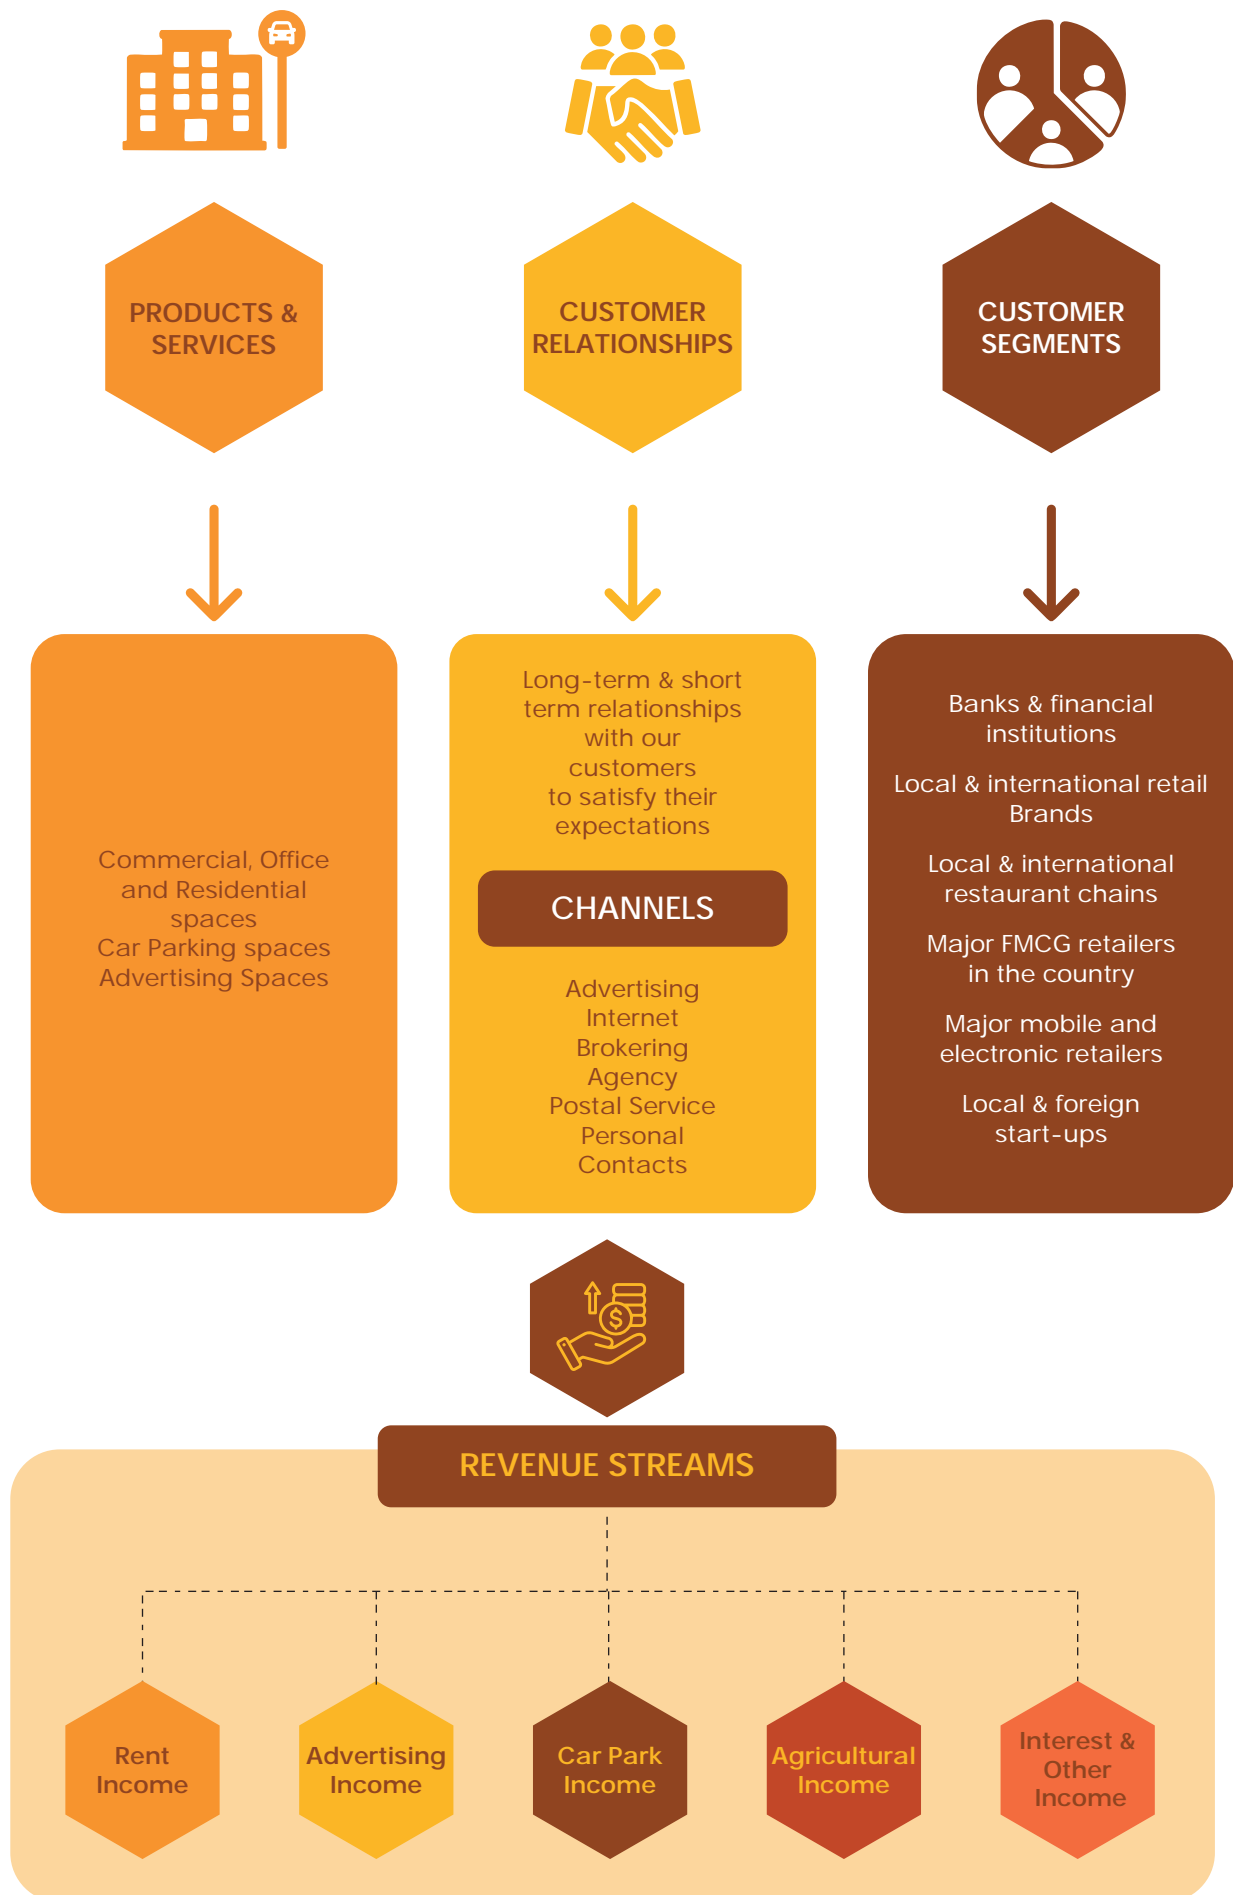 PRODUCTS &
SERVICES
CUSTOMER
RELATIONSHIPS
CUSTOMER
SEGMENTS
Commercial, Office
and Residential
spaces
Car Parking spaces
Advertising Spaces
Long-term & short
term relationships
with our
customers
to satisfy their
expectations
CHANNELS
Advertising
Internet
Brokering
Agency
Postal Service
Personal
Contacts
Banks & financial
institutions
Local & international retail
Brands
Local & international
restaurant chains
Major FMCG retailers
in the country
Major mobile and
electronic retailers
Local & foreign
start-ups
$
REVENUE STREAMS
Rent
Income
Advertising
Income
Car Park
Income
Agricultural
Income
Interest &
Other
Income